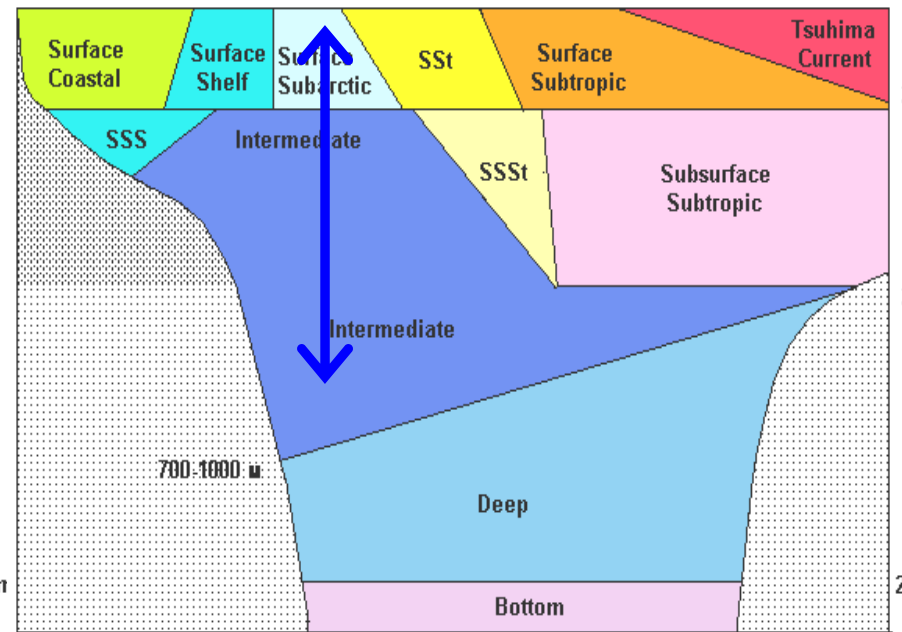 Surface
Coastal
Surface
Shelf
Surface
Subarctic
SSt
Surface
Subtropic
Tsuhima
Current
SSS
Intermediate
SSSt
Subsurface
Subtropic
Intermediate
700-1000 м
Deep
Bottom